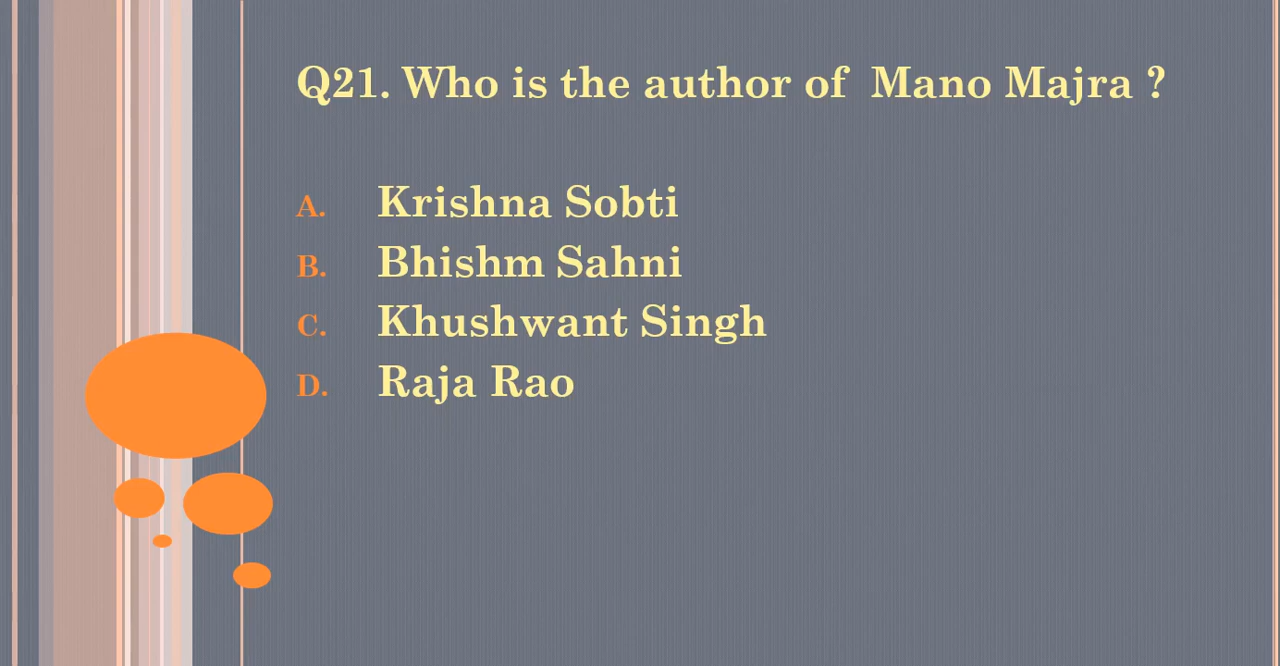 Q21. Who is the author of Mano Majra ?
A. Krishna Sobti
B. Bhishm Sahni
C. Khushwant Singh
D. Raja Rao